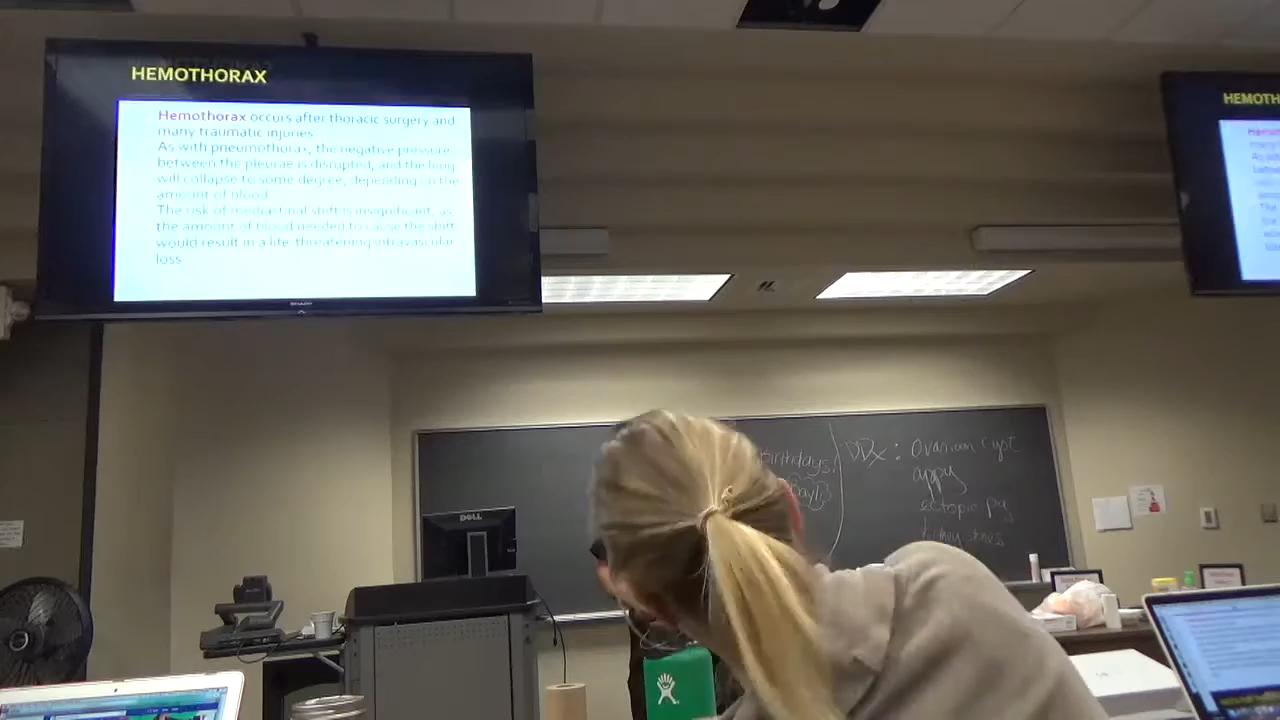 HEMOTHORAX
Hemothorax occurs after thoracic surgery and
many traumatic injuries.
As with pneumothorax, the negative pressure
between the pleurae is disrupted, and the lung
will collapse to some degree, depending on the
amount of blood.
The risk of mediastinal shift is insignificant, as
the amount of blood needed to cause the shift
would result in a life-threatening intravascular
loss
SHARP
HEMOTH
DELL
Birthdays!
DDx: Ovarian cyst
appy
ectopic pg
kidney stones